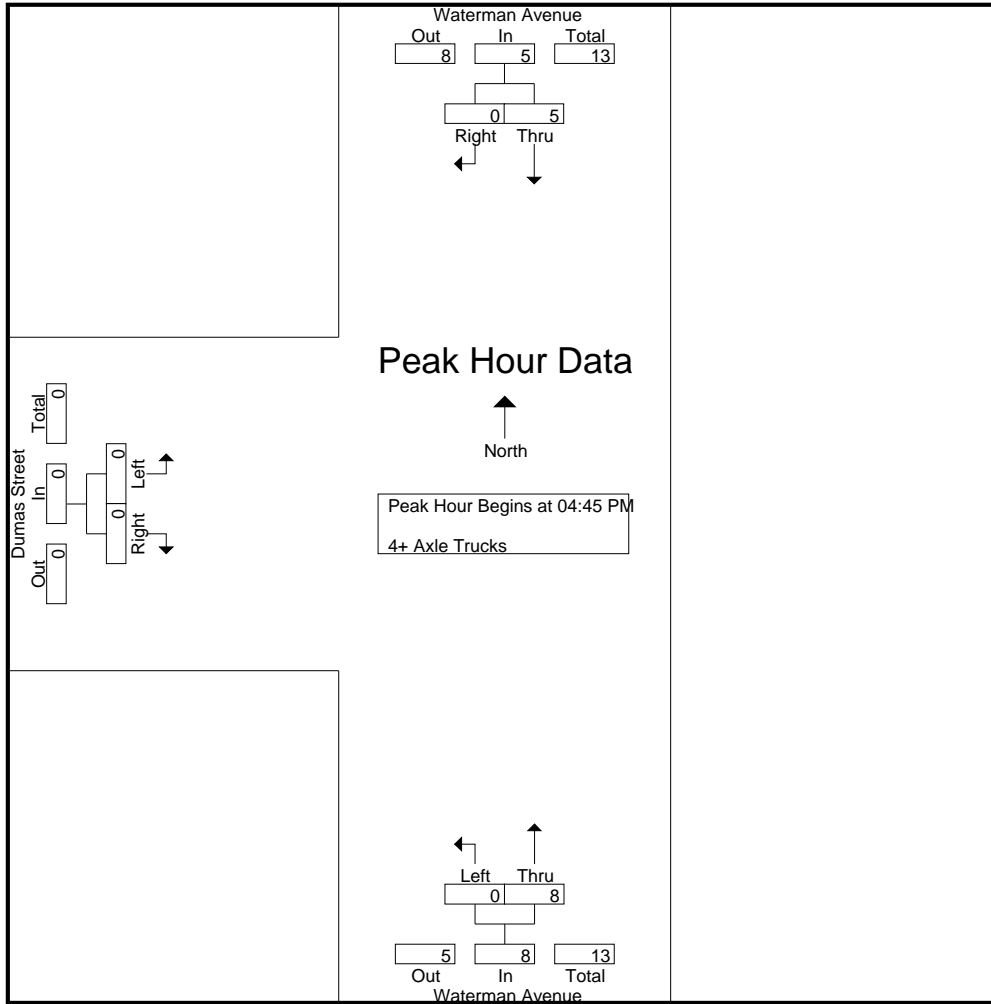 Waterman Avenue
Out In Total
8 5 13
0 5
Right Thru
Peak Hour Data
North
Peak Hour Begins at 04:45 PM
4+ Axle Trucks
Dumas Street
Out In Total
0 0 0
0 0
Right Left
Left Thru
0 8
5 8 13
Out In Total
Waterman Avenue